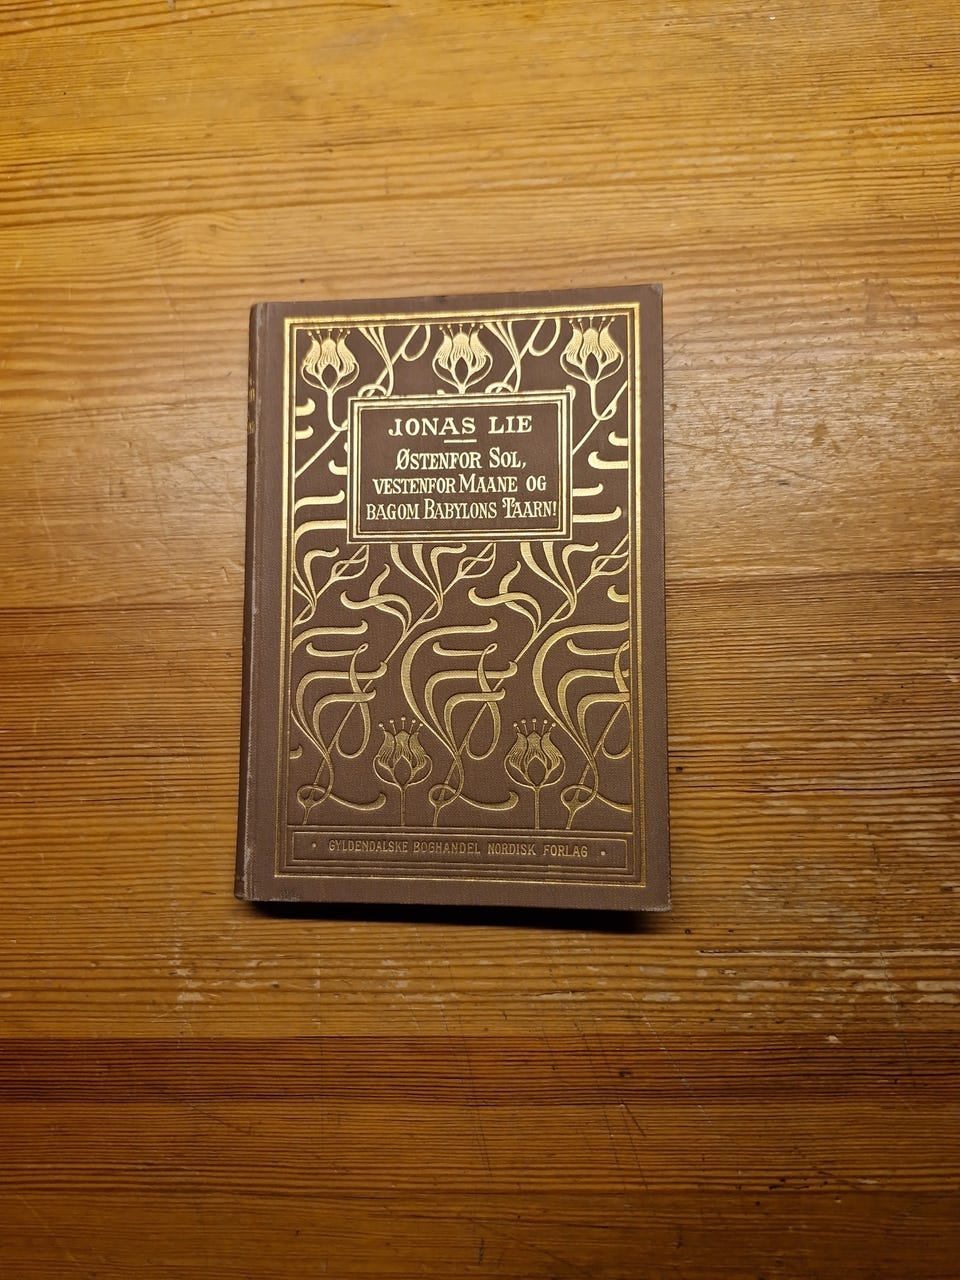 JONAS LIE
ØSTENFOR SOL,
VESTENFOR MAANE OG
BAGOM BABYLONS TAARN!
• GYLDENDALSKE BOGHANDEL NORDISK FORLAG •